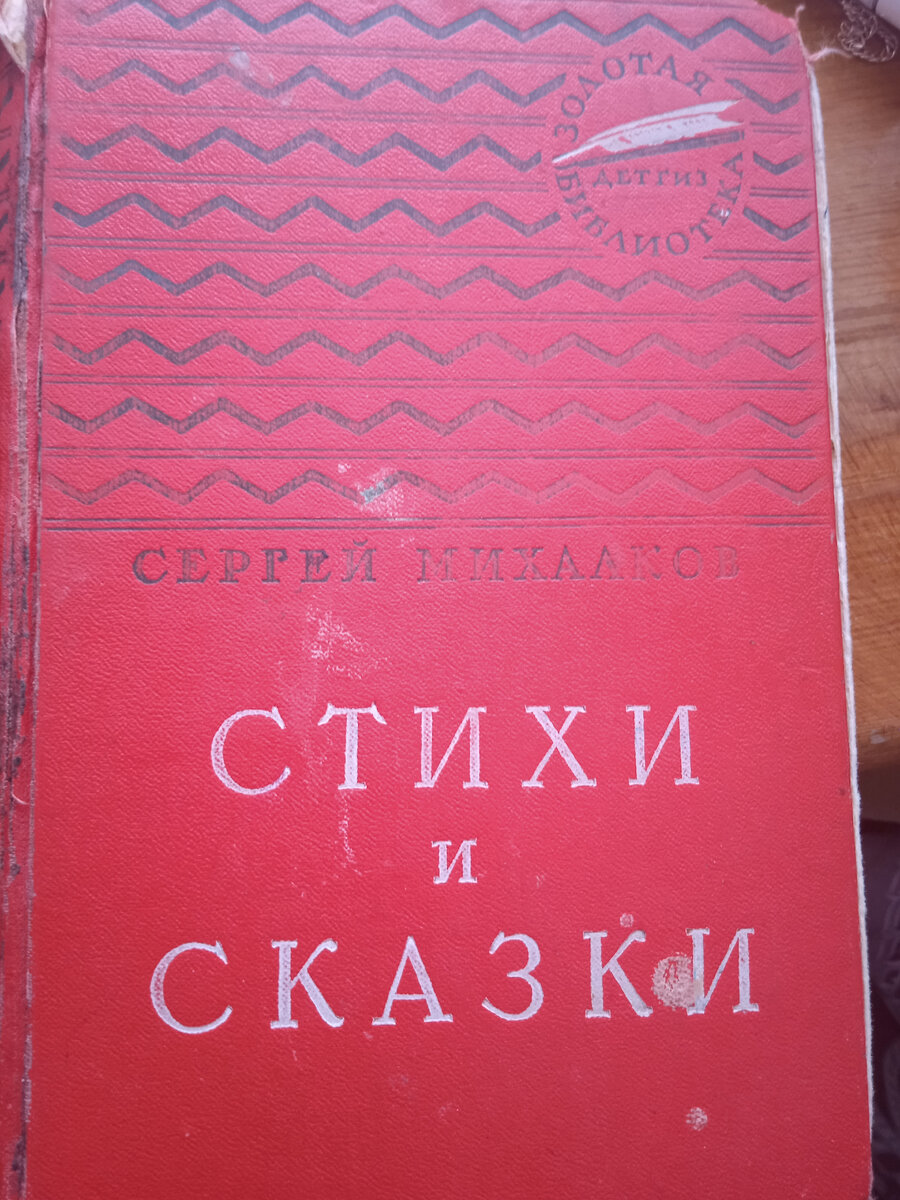 ЗОЛОТАЯ
БИБЛИОТЕКА
ДЕТГИЗ
СЕРГЕЙ МИХАЛКОВ
СТИХИ
И
СКАЗКИ